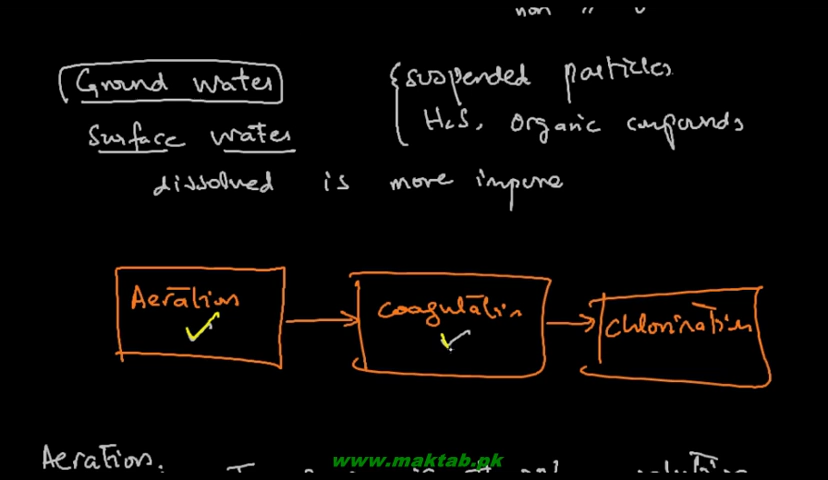 non " "
Ground water {suspended particles
Surface water H2S, organic compounds
dissolved is more impure
Aeration → Coagulation → Chlorination
Aeration.
www.maktab.pk